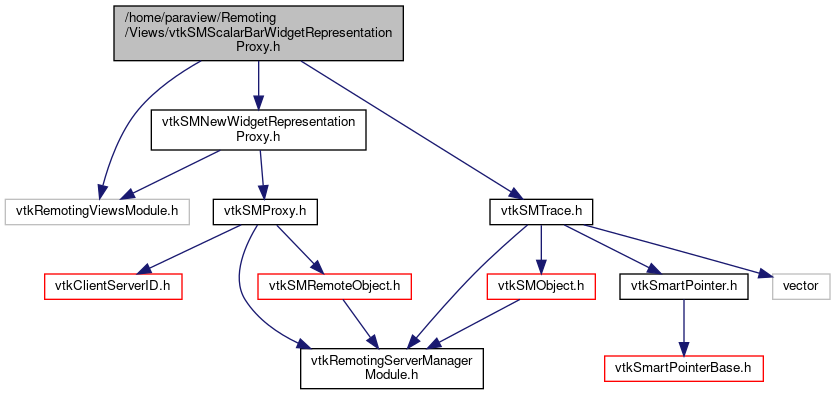 /home/paraview/Remoting
/Views/vtkSMScalarBarWidgetRepresentation
Proxy.h
vtkSMNewWidgetRepresentation
Proxy.h
vtkRemotingViewsModule.h
vtkSMProxy.h
vtkSMTrace.h
vtkClientServerID.h
vtkSMRemoteObject.h
vtkSMObject.h
vtkSmartPointer.h
vector
vtkRemotingServerManager
Module.h
vtkSmartPointerBase.h